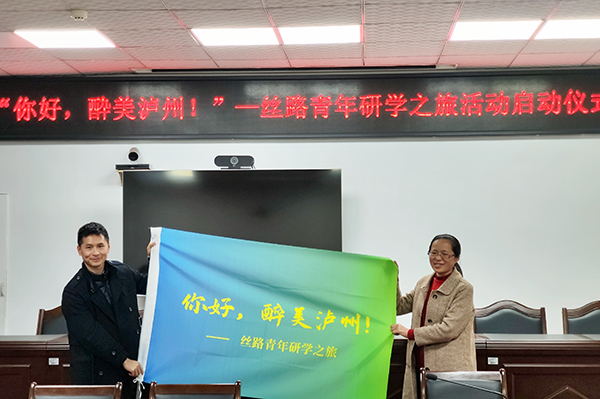 “你好，醉美泸州！”—丝路青年研学之旅活动启动仪式
你好，醉美泸州！
—— 丝路青年研学之旅